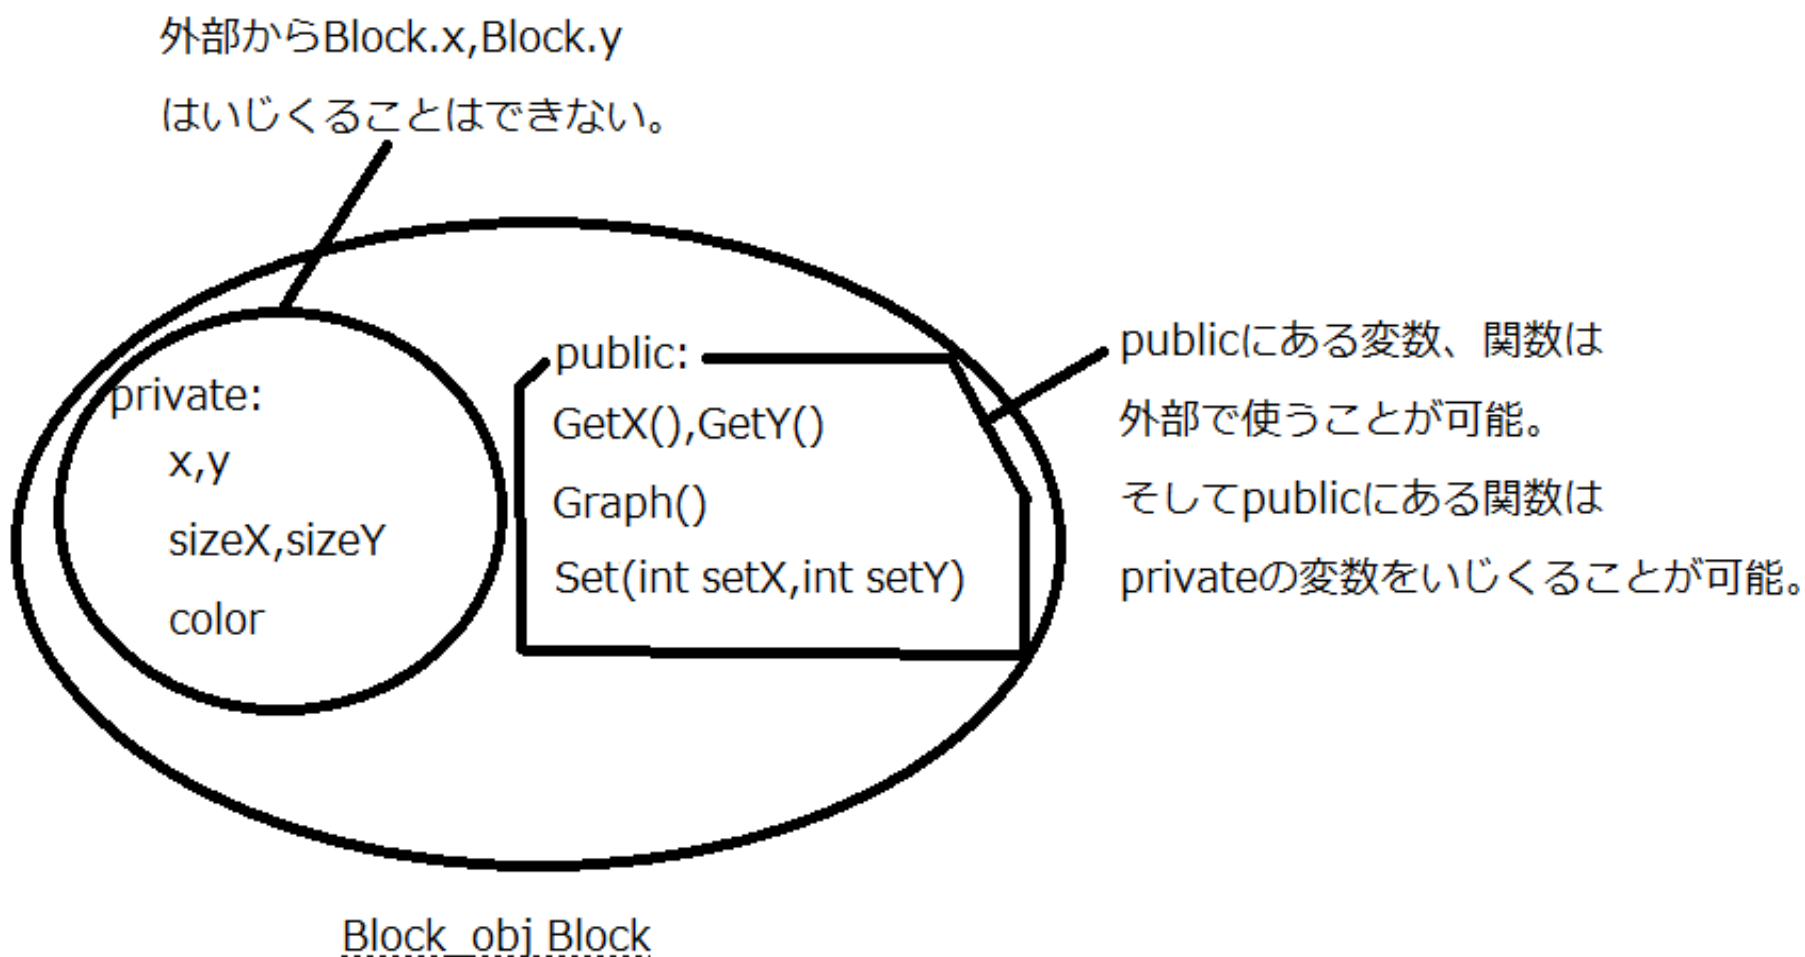 外部からBlock.x,Block.y
はいじくることはできない。
private:
x,y
sizeX,sizeY
color
public:
GetX(),GetY()
Graph()
Set(int setX,int setY)
publicにある変数、関数は
外部で使うことが可能。
そしてpublicにある関数は
privateの変数をいじくることが可能。
Block_obj Block